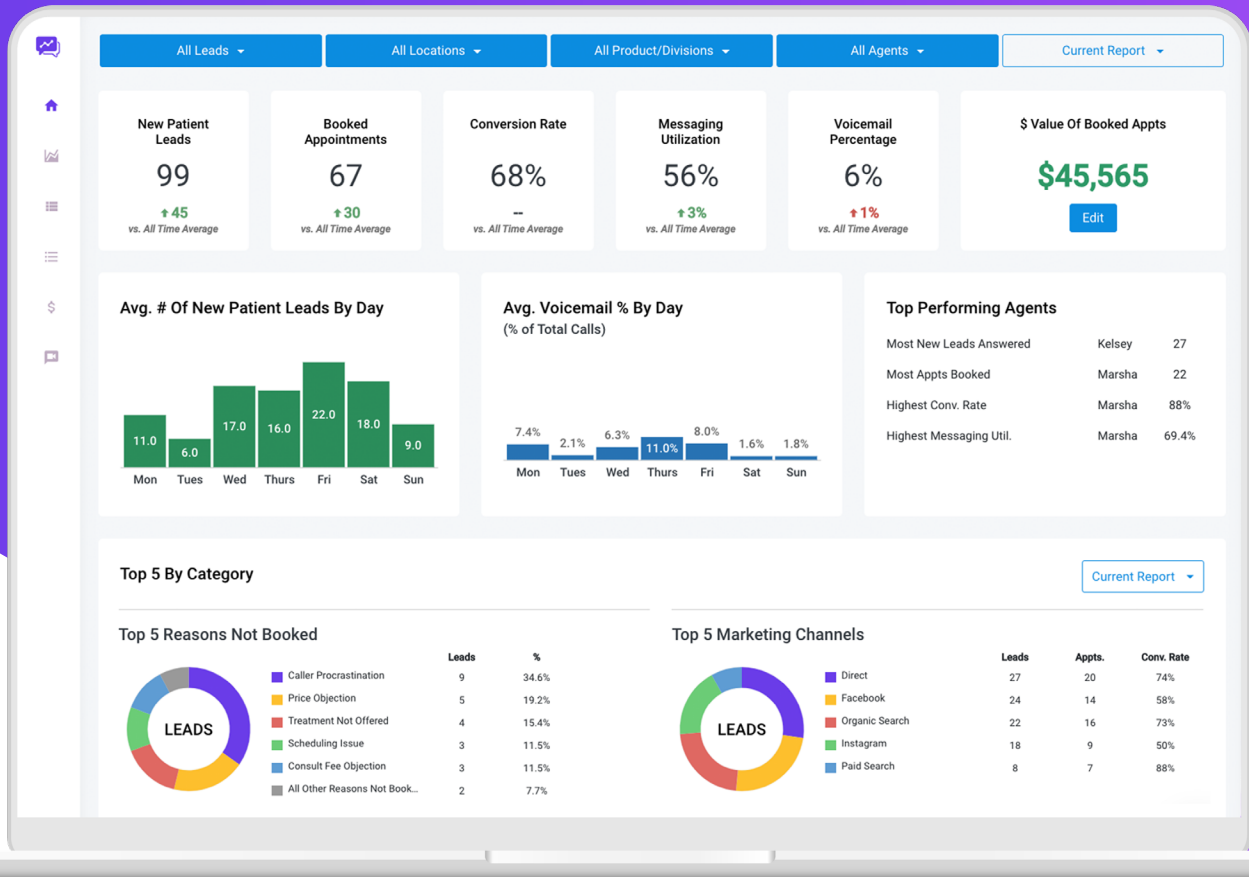 All Leads
All Locations
All Product/Divisions
All Agents
Current Report
New Patient
Leads
99
45
vs. All Time Average
Booked
Appointments
67
30
vs. All Time Average
Conversion Rate
68%
--
vs. All Time Average
Messaging
Utilization
56%
3%
vs. All Time Average
Voicemail
Percentage
6%
1%
vs. All Time Average
$ Value Of Booked Appts
$45,565
Edit
Avg. # Of New Patient Leads By Day
11.0 6.0 17.0 16.0 22.0 18.0 9.0
Mon Tues Wed Thurs Fri Sat Sun
Avg. Voicemail % By Day
(% of Total Calls)
7.4% 2.1% 6.3% 11.0% 8.0% 1.6% 1.8%
Mon Tues Wed Thurs Fri Sat Sun
Top Performing Agents
Most New Leads Answered Kelsey 27
Most Appts Booked Marsha 22
Highest Conv. Rate Marsha 88%
Highest Messaging Util. Marsha 69.4%
Top 5 By Category
Current Report
Top 5 Reasons Not Booked
Leads %
LEADS
Caller Procrastination 9 34.6%
Price Objection 5 19.2%
Treatment Not Offered 4 15.4%
Scheduling Issue 3 11.5%
Consult Fee Objection 3 11.5%
All Other Reasons Not Book... 2 7.7%
Top 5 Marketing Channels
Leads Appts. Conv. Rate
LEADS
Direct 27 20 74%
Facebook 24 14 58%
Organic Search 22 16 73%
Instagram 18 9 50%
Paid Search 8 7 88%